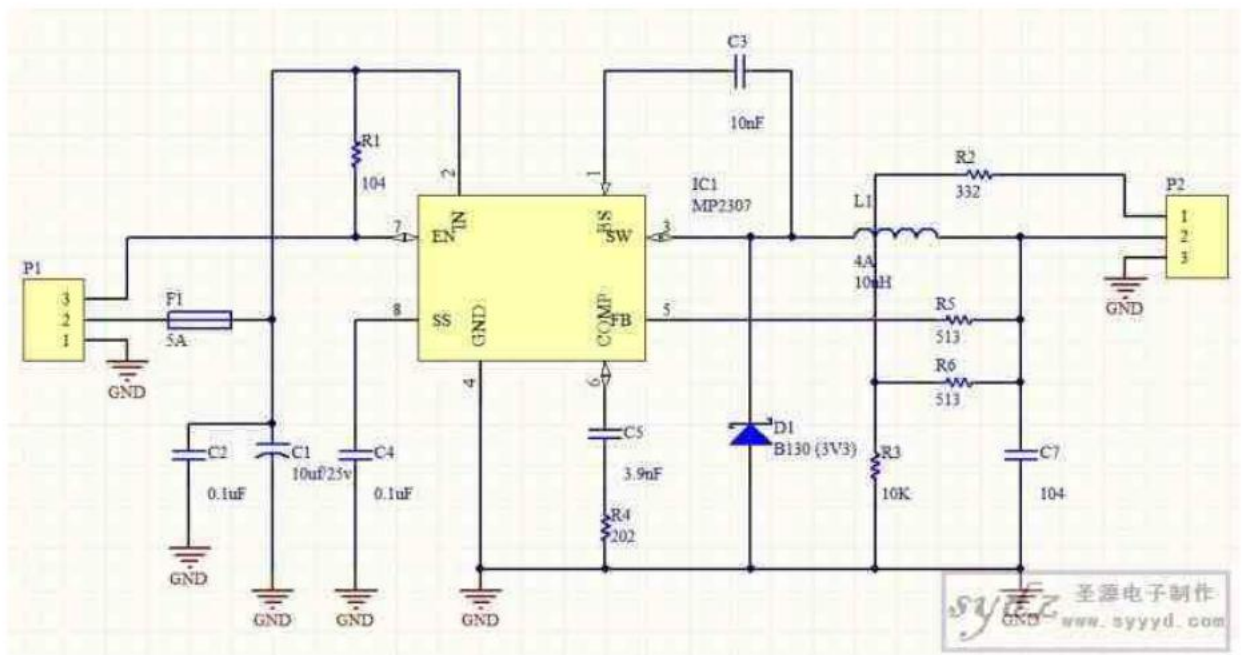 C3
10nF
R1
104
2
1
IC1
MP2307
R2
332
P2
1
2
3
GND
L1
4A
10uH
7
EN
IN
BS
SW
3
P1
3
2
1
GND
F1
5A
8
SS
GND
COMP
FB
5
4
6
R5
513
R6
513
C2
0.1uF
GND
C1
10uf/25v
GND
C4
0.1uF
GND
GND
C5
3.9nF
R4
202
D1
B130 (3V3)
R3
10K
C7
104
GND
sydz
圣源电子制作
www.syyyd.com